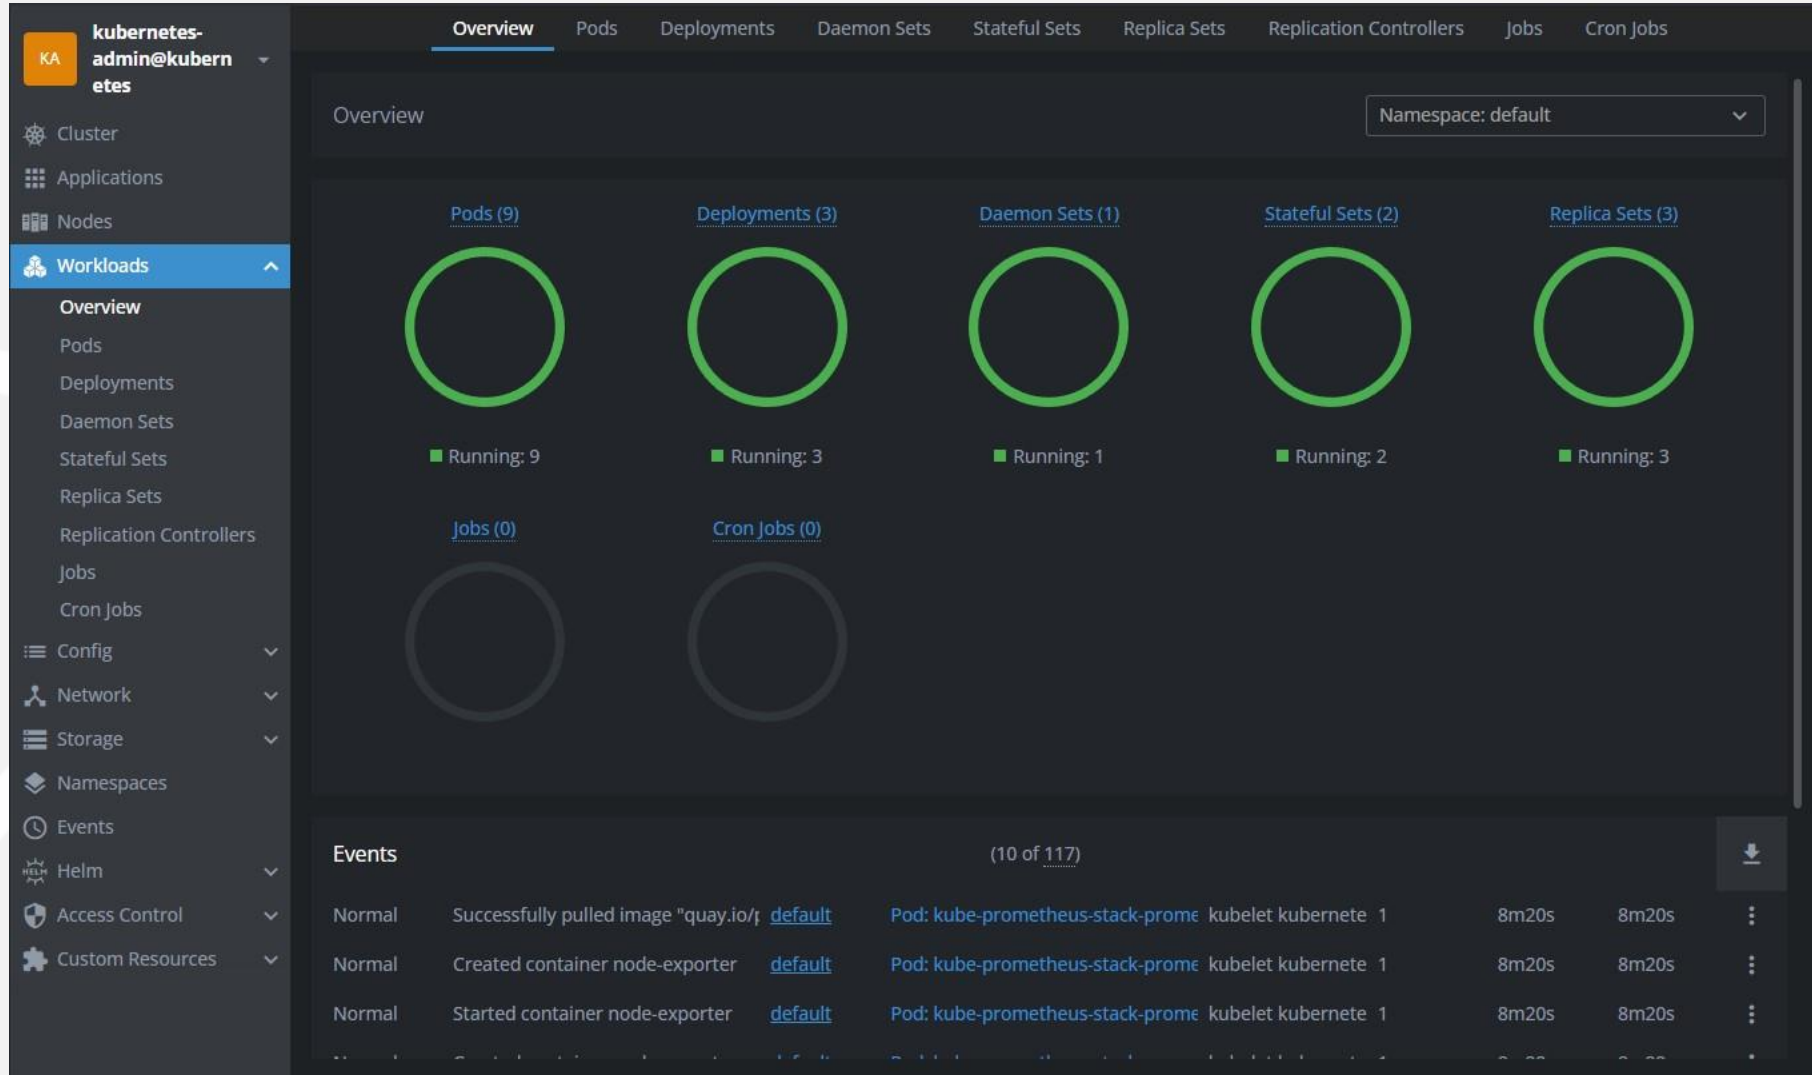 KA
kubernetes-
admin@kubern
etes
Cluster
Applications
Nodes
Workloads
Overview
Pods
Deployments
Daemon Sets
Stateful Sets
Replica Sets
Replication Controllers
Jobs
Cron Jobs
Config
Network
Storage
Namespaces
Events
HELM Helm
Access Control
Custom Resources
Overview Pods Deployments Daemon Sets Stateful Sets Replica Sets Replication Controllers Jobs Cron Jobs
Overview Namespace: default
Pods (9) Deployments (3) Daemon Sets (1) Stateful Sets (2) Replica Sets (3)
Running: 9 Running: 3 Running: 1 Running: 2 Running: 3
Jobs (0) Cron Jobs (0)
Events (10 of 117)
Normal Successfully pulled image "quay.io/p default Pod: kube-prometheus-stack-prome kubelet kubernete 1 8m20s 8m20s
Normal Created container node-exporter default Pod: kube-prometheus-stack-prome kubelet kubernete 1 8m20s 8m20s
Normal Started container node-exporter default Pod: kube-prometheus-stack-prome kubelet kubernete 1 8m20s 8m20s